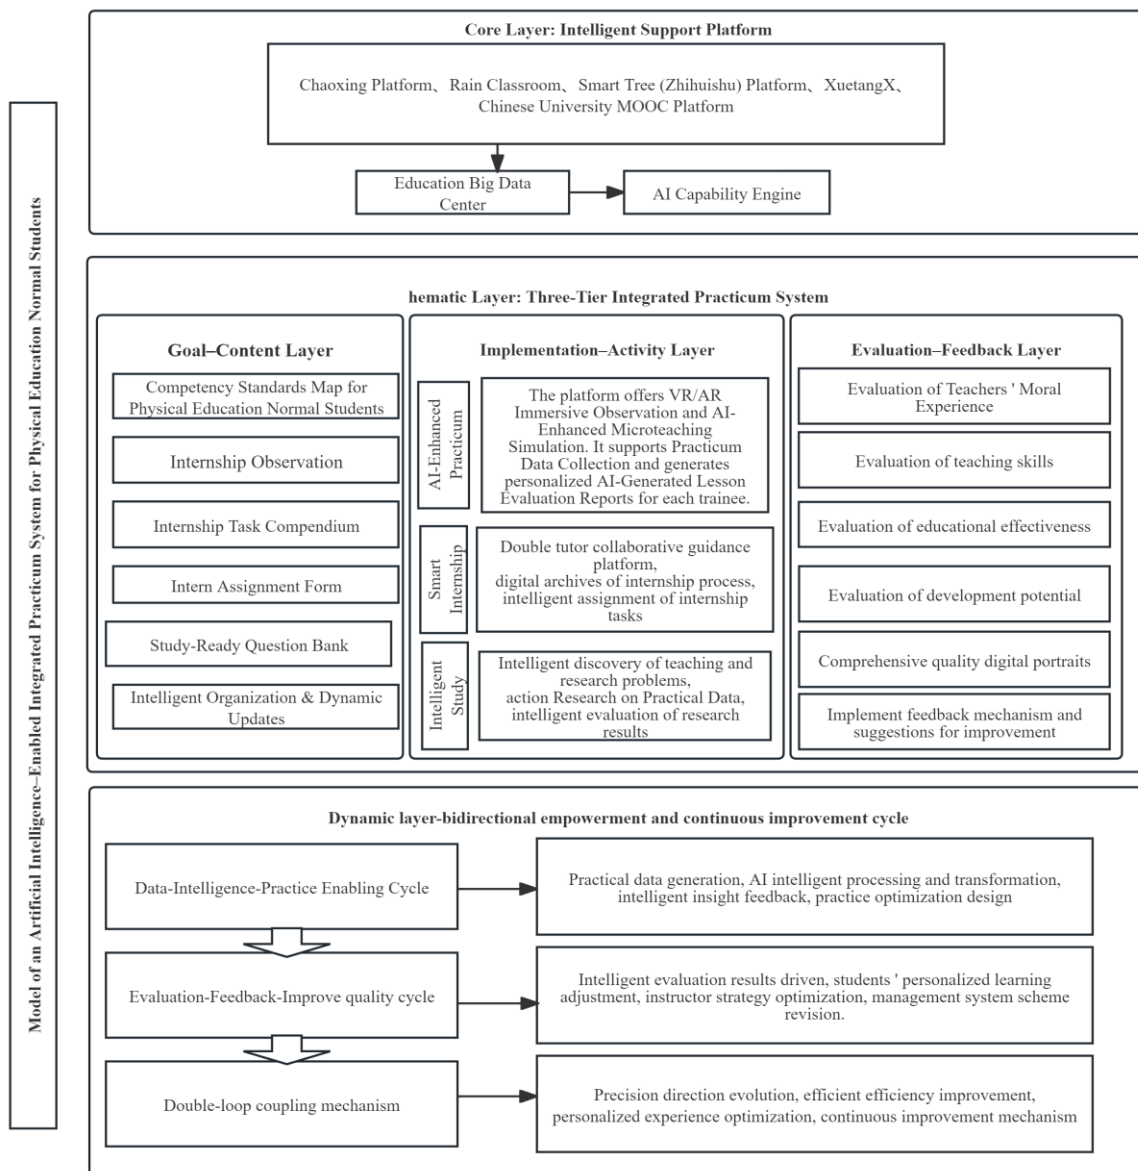 Model of an Artificial Intelligence–Enabled Integrated Practicum System for Physical Education Normal Students
Core Layer: Intelligent Support Platform
Chaoxing Platform、Rain Classroom、Smart Tree (Zhihuishu) Platform、XuetangX、
Chinese University MOOC Platform
Education Big Data
Center
AI Capability Engine
hematic Layer: Three-Tier Integrated Practicum System
Goal–Content Layer
Competency Standards Map for
Physical Education Normal Students
Internship Observation
Internship Task Compendium
Intern Assignment Form
Study-Ready Question Bank
Intelligent Organization & Dynamic
Updates
Implementation–Activity Layer
AI-Enhanced
Practicum
The platform offers VR/AR
Immersive Observation and AI-
Enhanced Microteaching
Simulation. It supports Practicum
Data Collection and generates
personalized AI-Generated Lesson
Evaluation Reports for each trainee.
Smart
Internship
Double tutor collaborative guidance
platform,
digital archives of internship process,
intelligent assignment of internship
tasks
Intelligent
Study
Intelligent discovery of teaching and
research problems,
action Research on Practical Data,
intelligent evaluation of research
results
Evaluation–Feedback Layer
Evaluation of Teachers ' Moral
Experience
Evaluation of teaching skills
Evaluation of educational effectiveness
Evaluation of development potential
Comprehensive quality digital portraits
Implement feedback mechanism and
suggestions for improvement
Dynamic layer-bidirectional empowerment and continuous improvement cycle
Data-Intelligence-Practice Enabling Cycle
Practical data generation, AI intelligent processing and transformation,
intelligent insight feedback, practice optimization design
Evaluation-Feedback-Improve quality cycle
Intelligent evaluation results driven, students ' personalized learning
adjustment, instructor strategy optimization, management system scheme
revision.
Double-loop coupling mechanism
Precision direction evolution, efficient efficiency improvement,
personalized experience optimization, continuous improvement mechanism